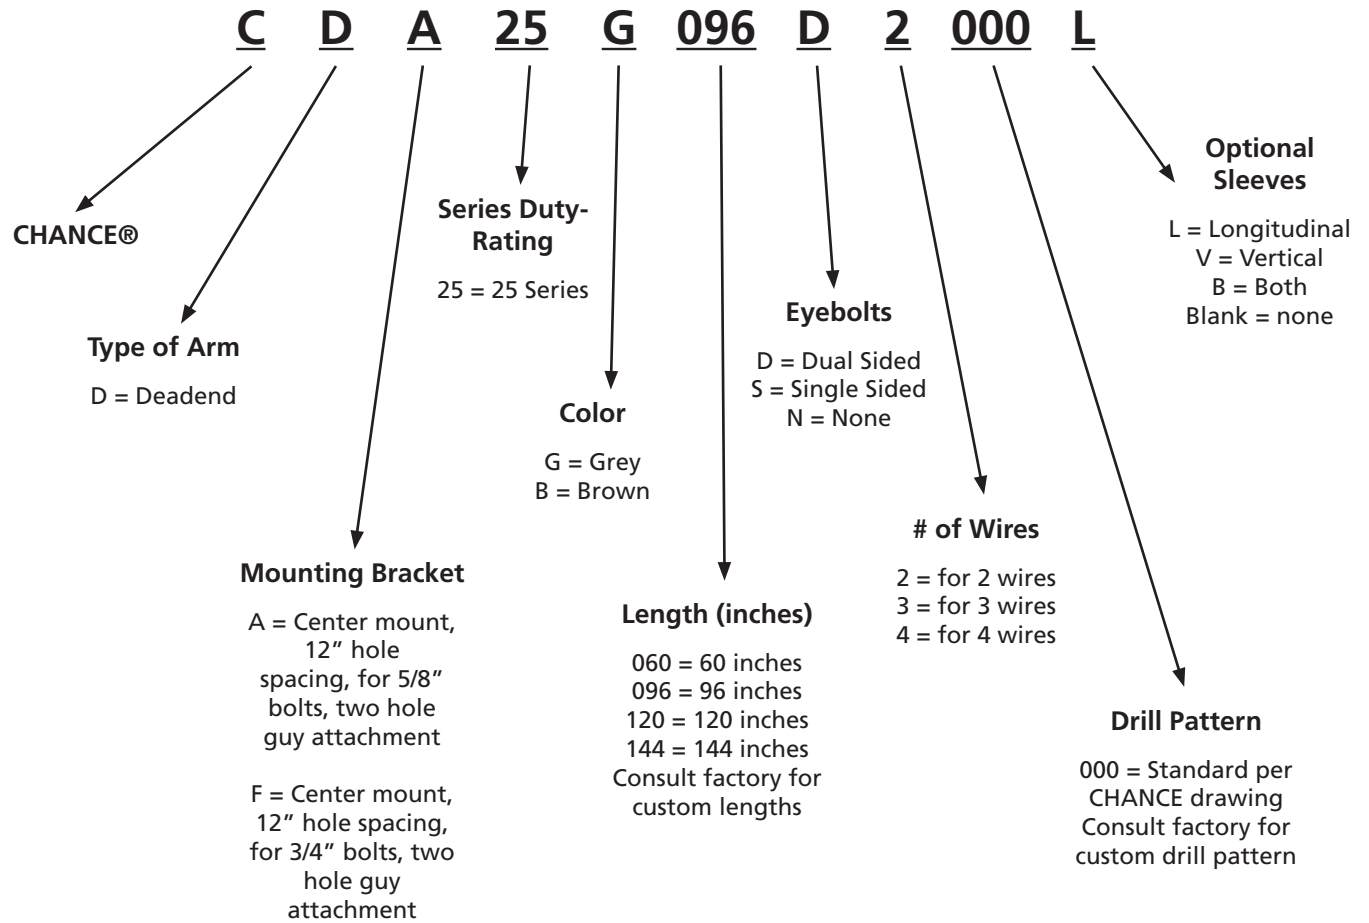 C D A 25 G 096 D 2 000 L
CHANCE®
Type of Arm
D = Deadend
Mounting Bracket
A = Center mount,
12” hole
spacing, for 5/8”
bolts, two hole
guy attachment
F = Center mount,
12” hole spacing,
for 3/4” bolts, two
hole guy
attachment
Series Duty-
Rating
25 = 25 Series
Color
G = Grey
B = Brown
Length (inches)
060 = 60 inches
096 = 96 inches
120 = 120 inches
144 = 144 inches
Consult factory for
custom lengths
Eyebolts
D = Dual Sided
S = Single Sided
N = None
# of Wires
2 = for 2 wires
3 = for 3 wires
4 = for 4 wires
Drill Pattern
000 = Standard per
CHANCE drawing
Consult factory for
custom drill pattern
Optional
Sleeves
L = Longitudinal
V = Vertical
B = Both
Blank = none